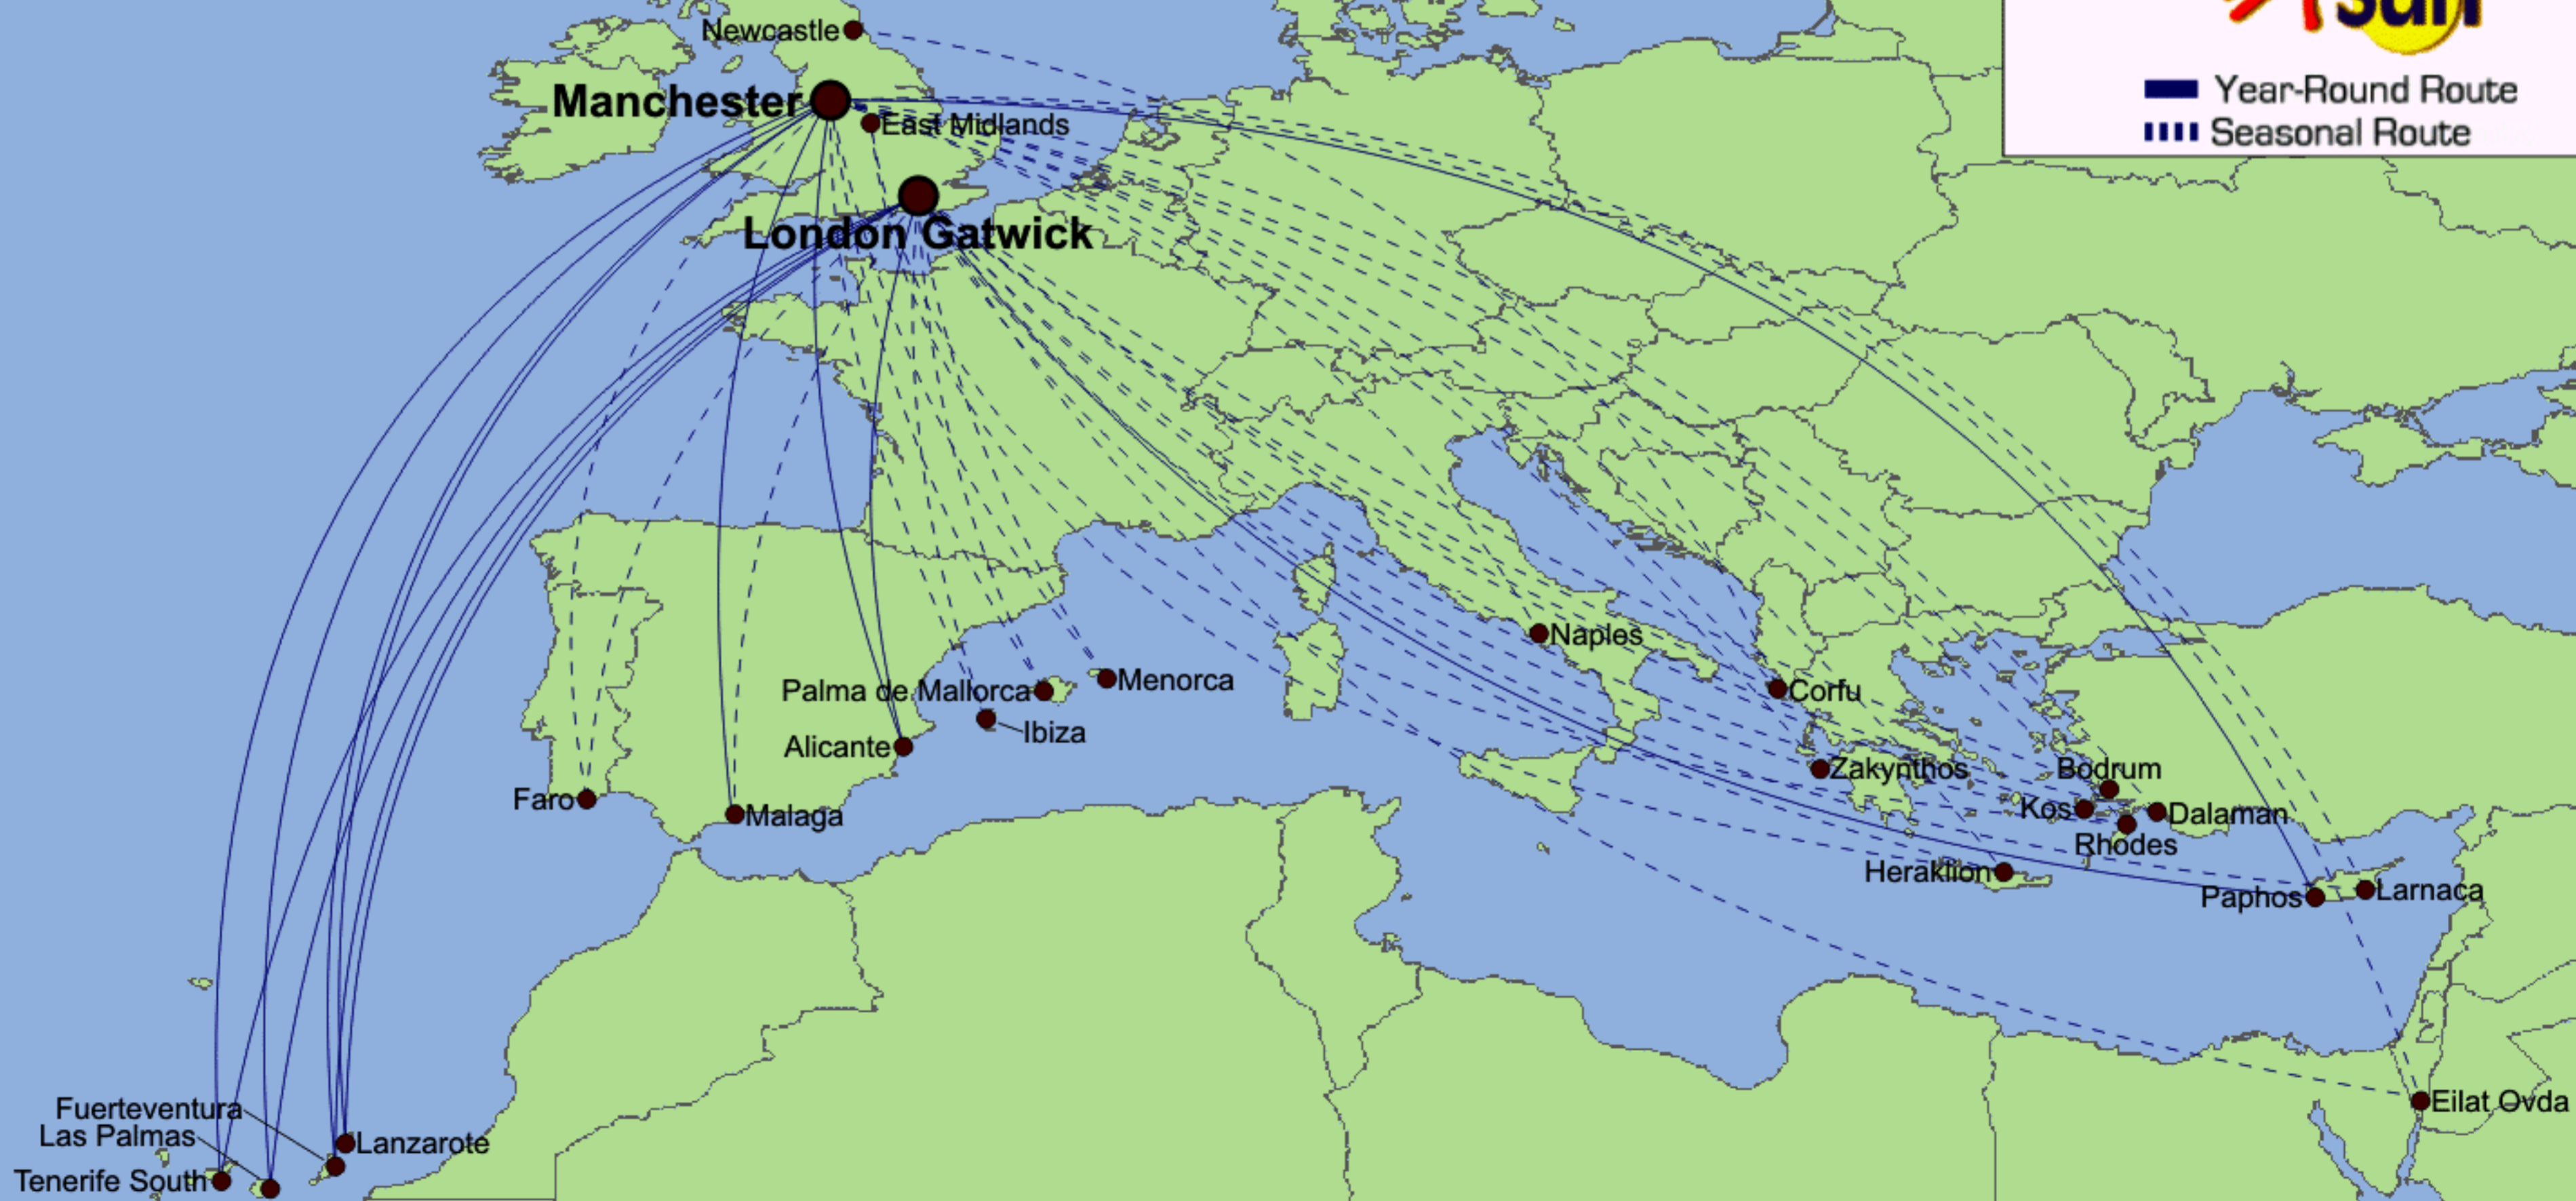 sun
Year-Round Route
Seasonal Route
Newcastle
Manchester
East Midlands
London Gatwick
Naples
Palma de Mallorca
Menorca
Corfu
Ibiza
Alicante
Zakynthos
Bodrum
Faro
Malaga
Kos
Dalaman
Rhodes
Heraklion
Paphos
Larnaca
Fuerteventura
Las Palmas
Lanzarote
Tenerife South
Eilat Ovda